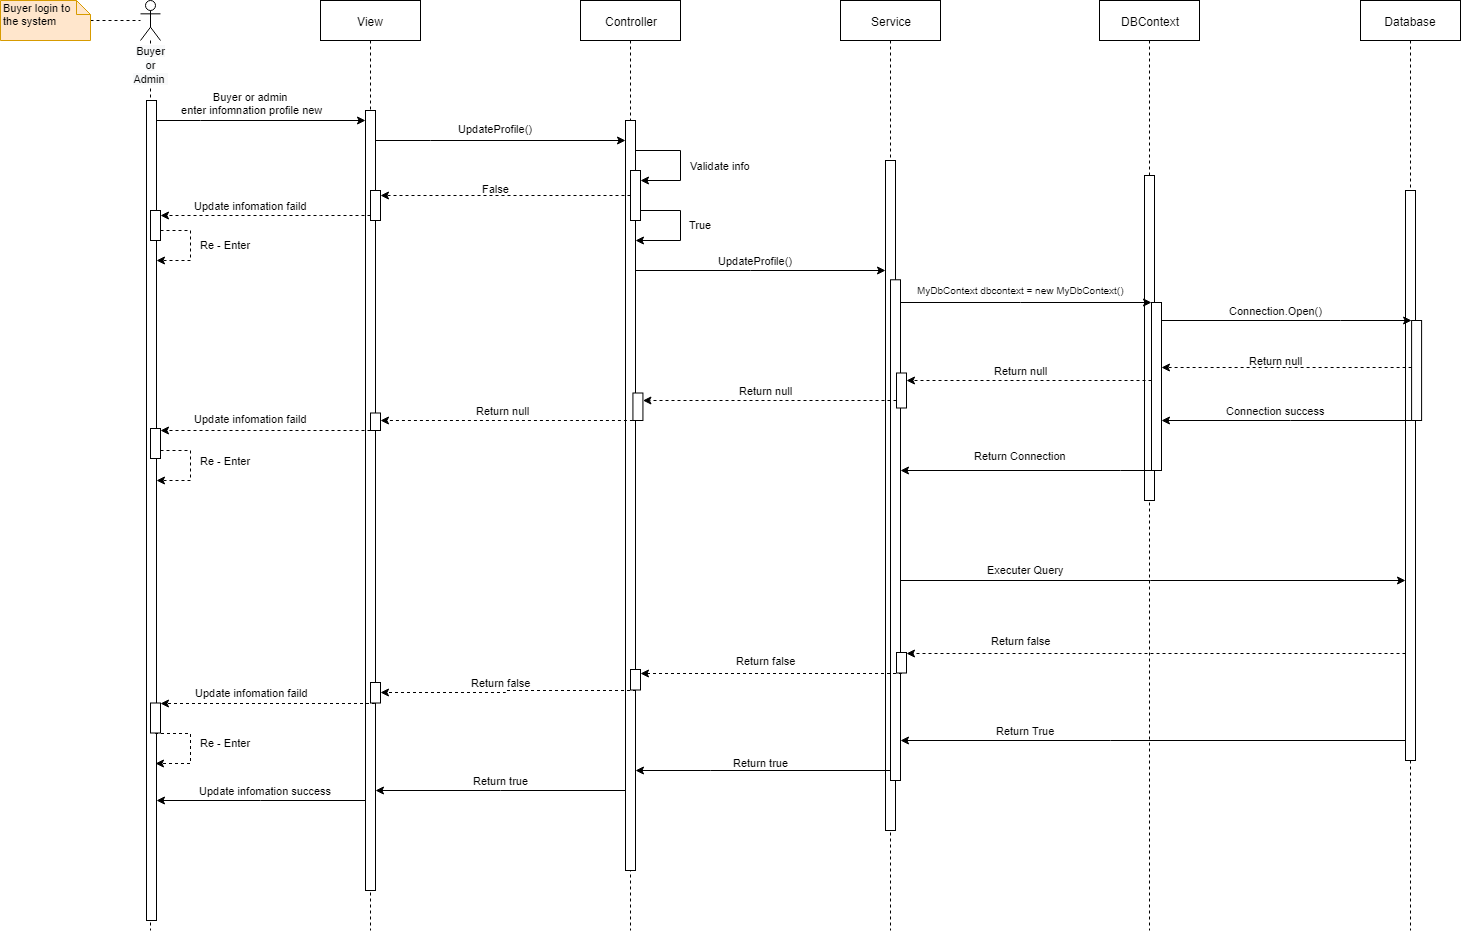 Buyer login to
the system
View
Controller
Service
DBContext
Database
Buyer
or
Admin
Buyer or admin
enter infomnation profile new
UpdateProfile()
Validate info
False
Update infomation faild
True
Re - Enter
UpdateProfile()
MyDbContext dbcontext = new MyDbContext()
Connection.Open()
Return null
Return null
Return null
Return null
Connection success
Update infomation faild
Return Connection
Re - Enter
Executer Query
Return false
Return false
Return false
Update infomation faild
Return True
Re - Enter
Return true
Return true
Update infomation success